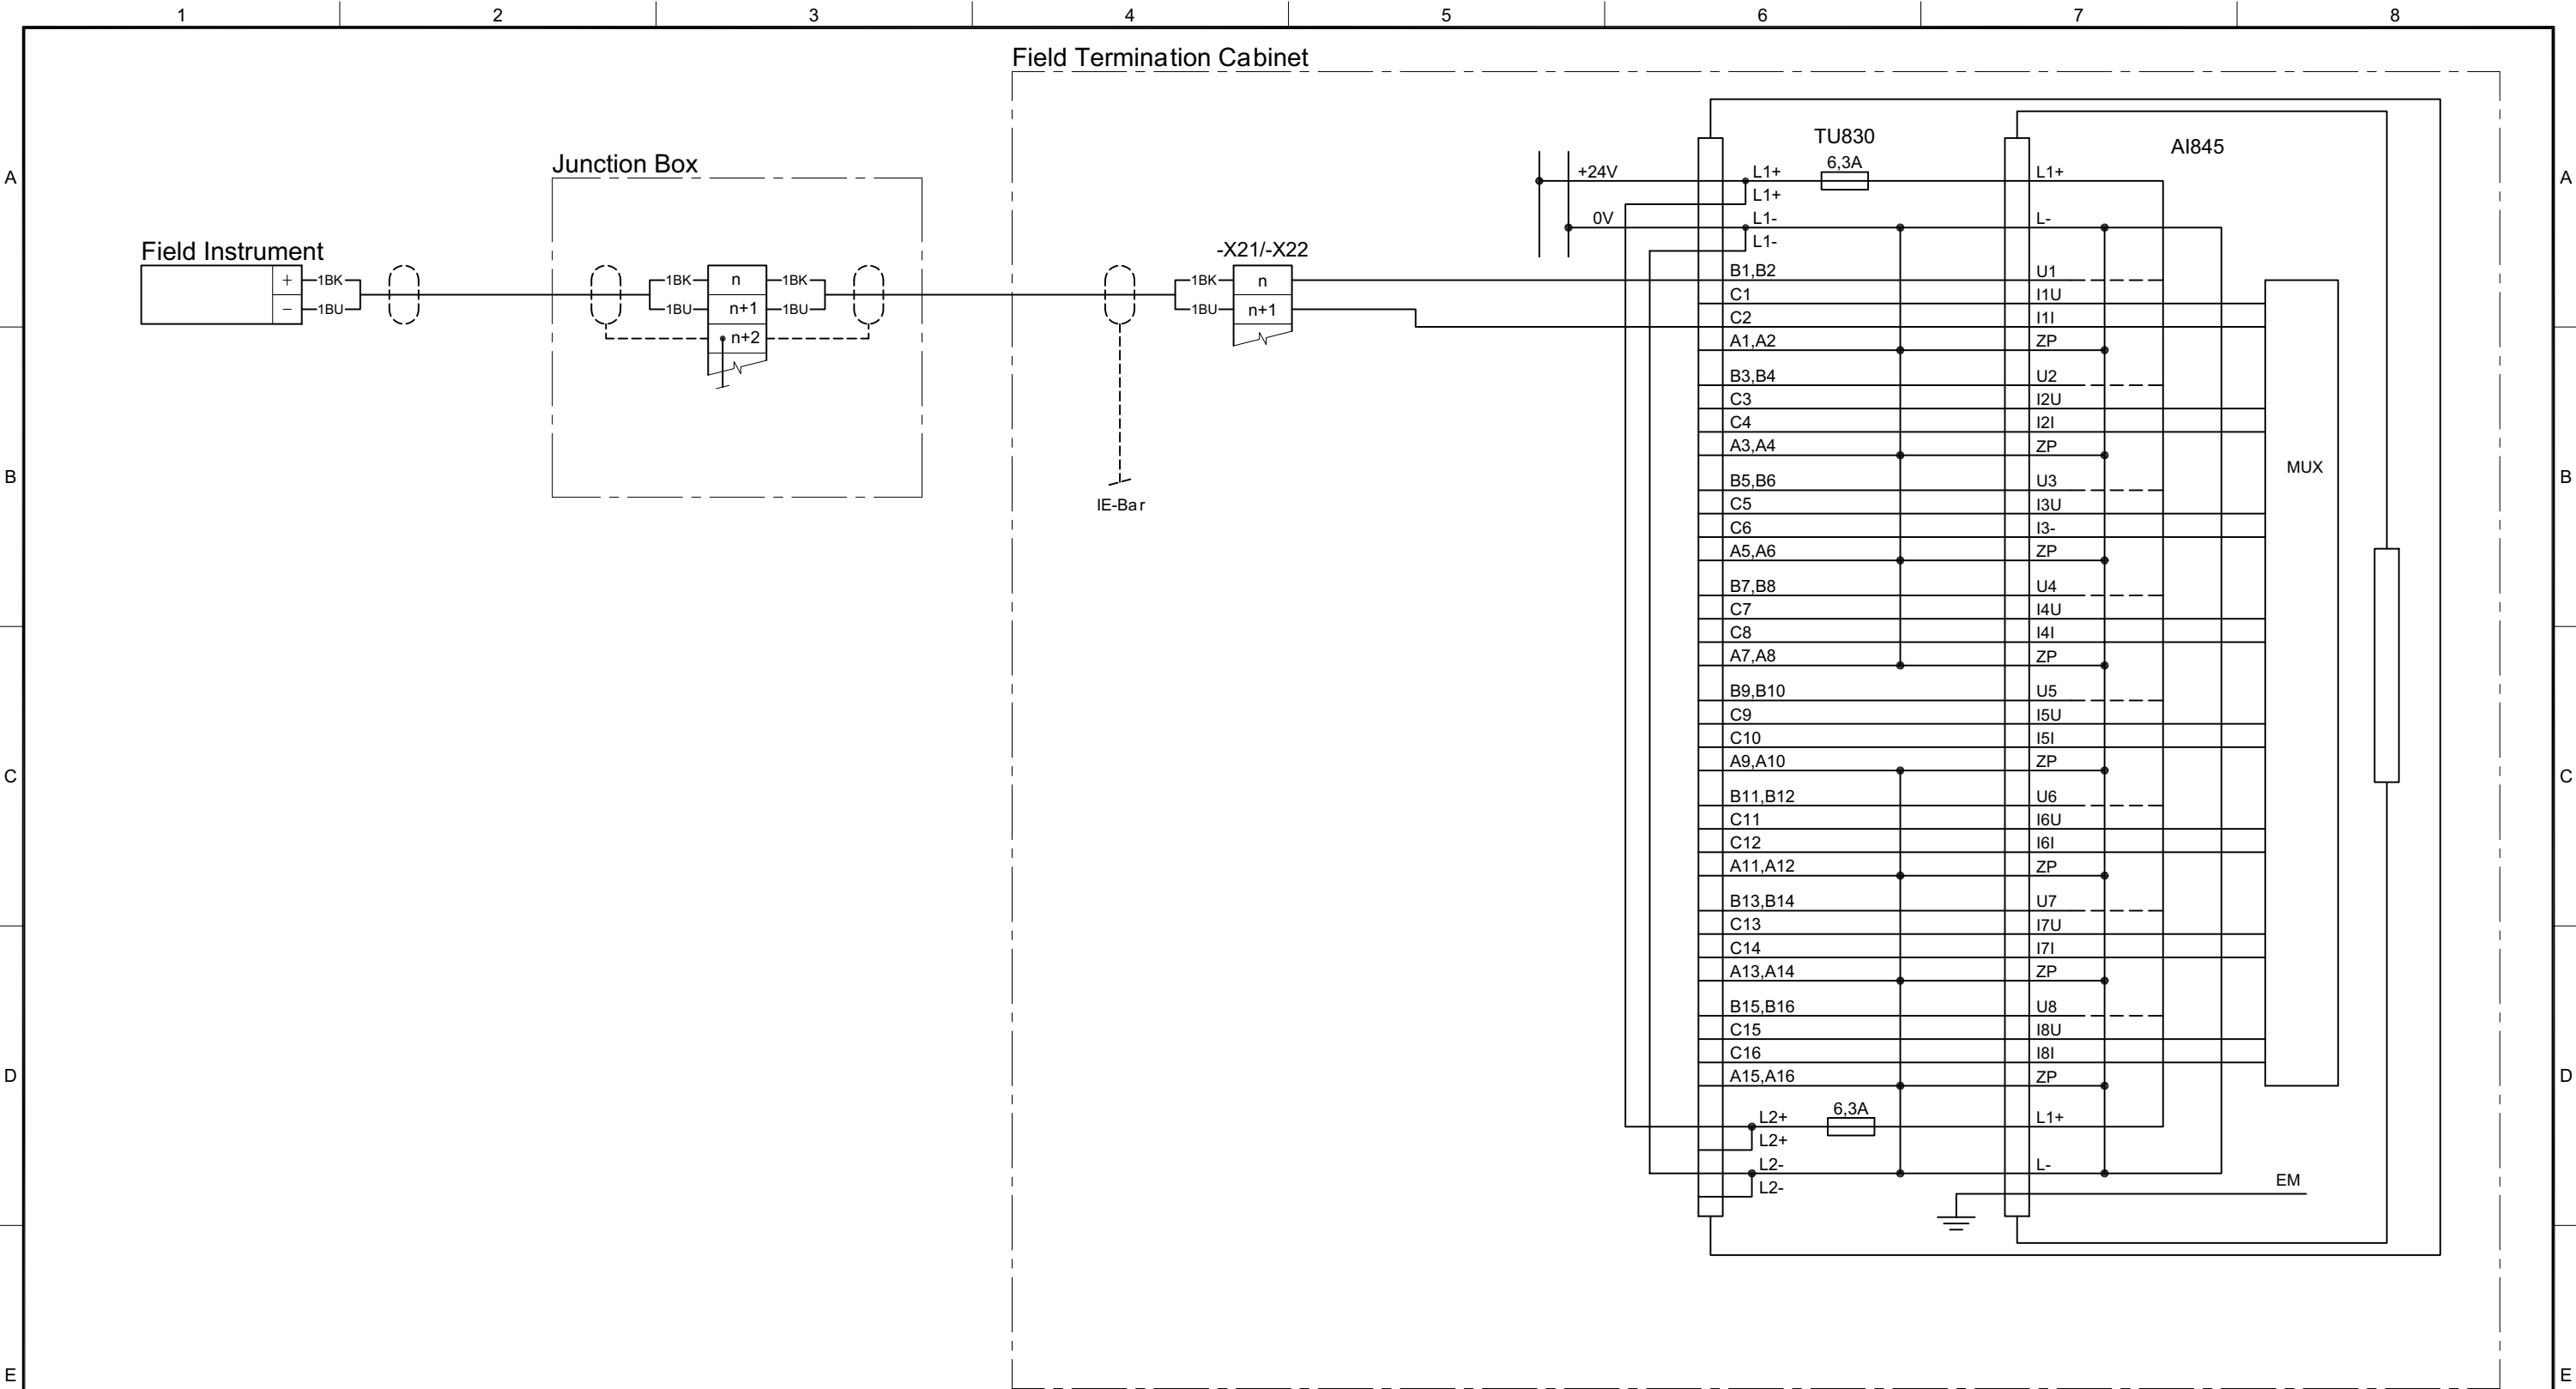 1 2 3 4 5 6 7 8
Field Termination Cabinet
TU830
AI845
Junction Box
A A
+24V L1+ 6,3A L1+
L1+
0V L1- L-
L1-
Field Instrument
-X21/-X22
+ 1BK 1BK n 1BK 1BK n
− 1BU 1BU n+1 1BU 1BU n+1
n+2
B1,B2 U1
C1 I1U
C2 I1I
A1,A2 ZP
B3,B4 U2
C3 I2U
C4 I2I
A3,A4 ZP
MUX
B B
IE-Bar
B5,B6 U3
C5 I3U
C6 I3-
A5,A6 ZP
B7,B8 U4
C7 I4U
C8 I4I
A7,A8 ZP
B9,B10 U5
C9 I5U
C10 I5I
A9,A10 ZP
C C
B11,B12 U6
C11 I6U
C12 I6I
A11,A12 ZP
B13,B14 U7
C13 I7U
C14 I7I
A13,A14 ZP
B15,B16 U8
C15 I8U
C16 I8I
A15,A16 ZP
D D
L2+ 6,3A L1+
L2+
L2- L-
L2-
EM
E E